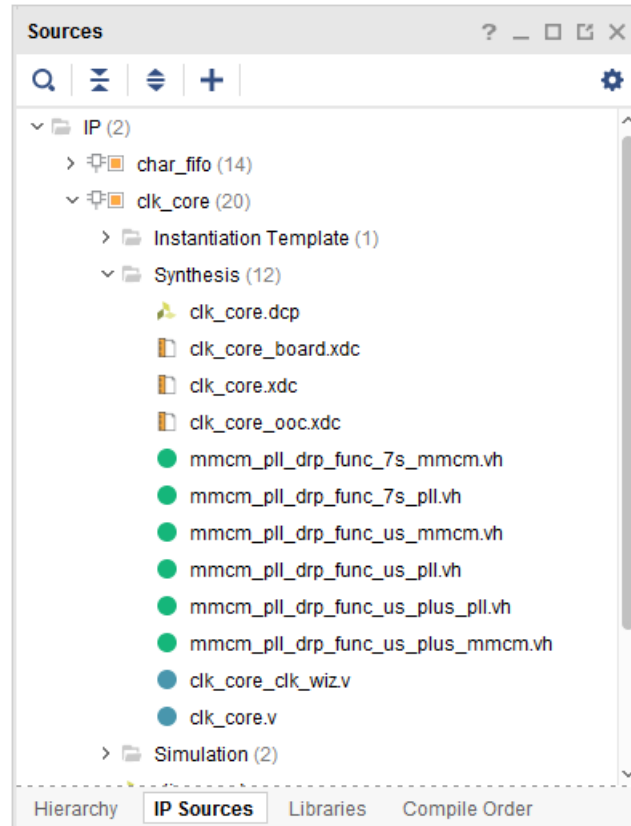 Sources
IP (2)
char_fifo (14)
clk_core (20)
Instantiation Template (1)
Synthesis (12)
clk_core.dcp
clk_core_board.xdc
clk_core.xdc
clk_core_ooc.xdc
mmcm_pll_drp_func_7s_mmcm.vh
mmcm_pll_drp_func_7s_pll.vh
mmcm_pll_drp_func_us_mmcm.vh
mmcm_pll_drp_func_us_pll.vh
mmcm_pll_drp_func_us_plus_pll.vh
mmcm_pll_drp_func_us_plus_mmcm.vh
clk_core_clk_wiz.v
clk_core.v
Simulation (2)
Hierarchy IP Sources Libraries Compile Order